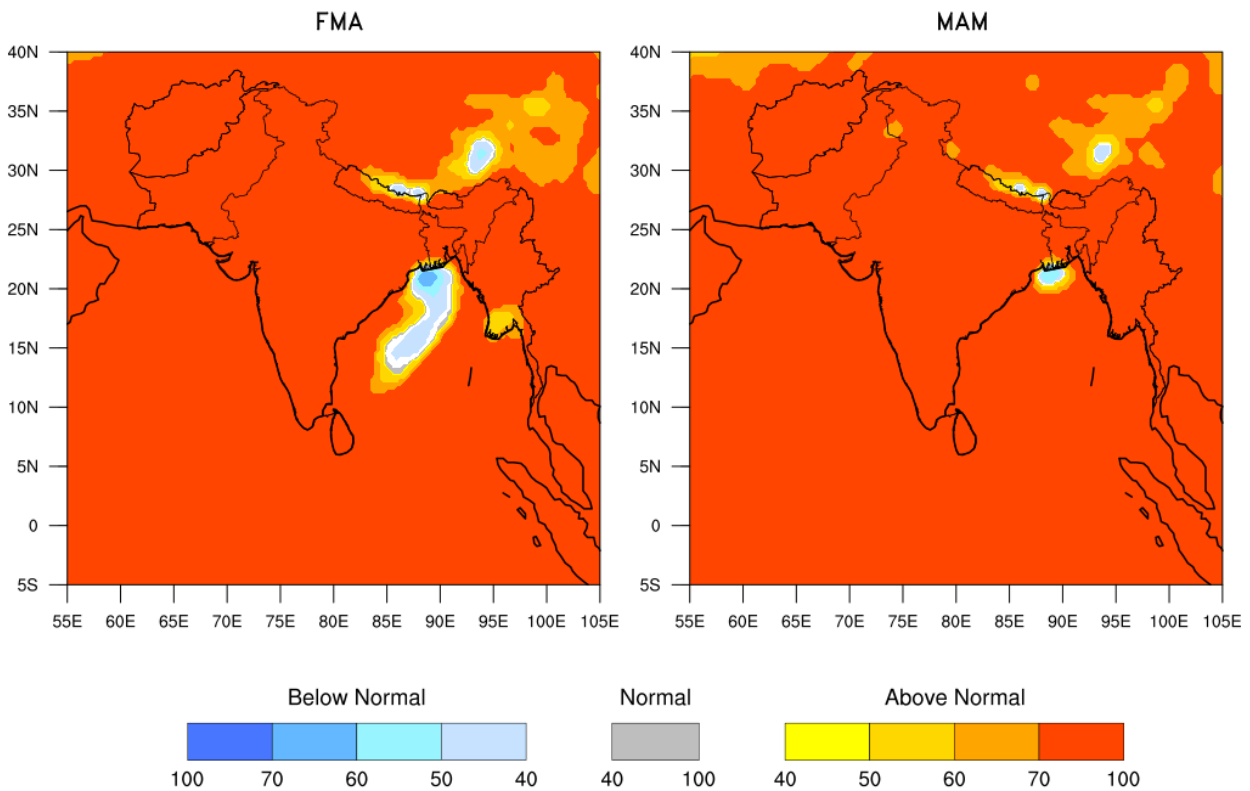 FMA MAM
40N 40N
35N 35N
30N 30N
25N 25N
20N 20N
15N 15N
10N 10N
5N 5N
0 0
5S 5S
55E 60E 65E 70E 75E 80E 85E 90E 95E 100E 105E 55E 60E 65E 70E 75E 80E 85E 90E 95E 100E 105E
Below Normal Normal Above Normal
100 70 60 50 40 40 100 40 50 60 70 100